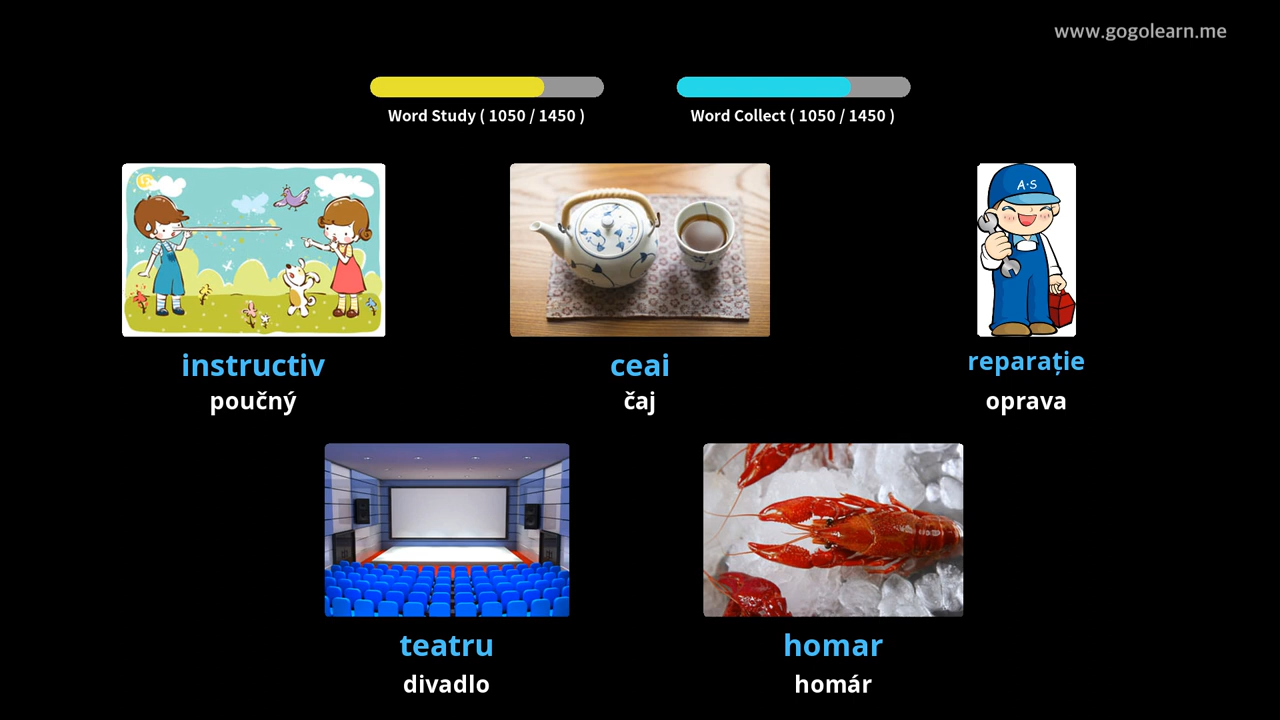 www.gogolearn.me
Word Study ( 1050 / 1450 )
Word Collect ( 1050 / 1450 )
A·S
instructiv
poučný
ceai
čaj
reparație
oprava
teatru
divadlo
homar
homár